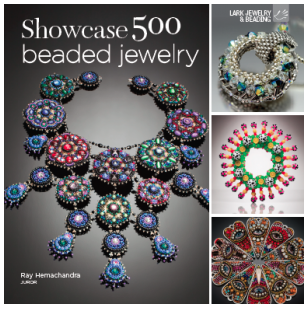 Showcase 500
beaded jewelry
LARK JEWELRY
& BEADING
Ray Hemachandra
JUROR